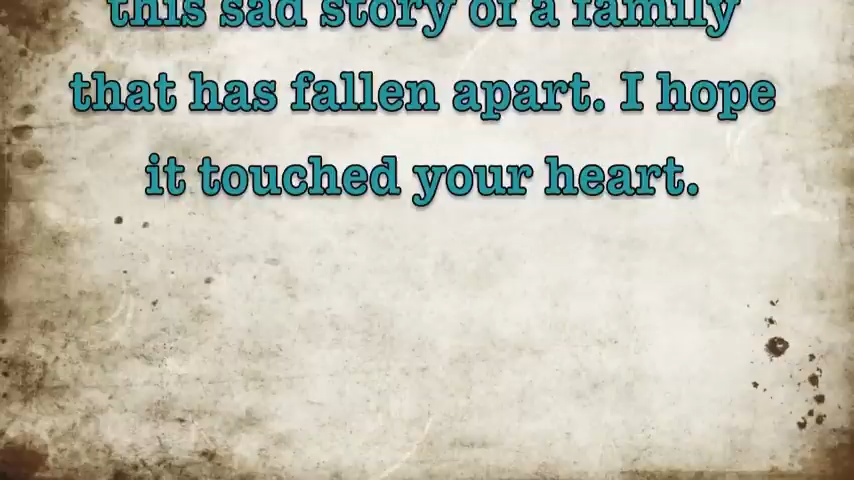 this sad story of a family
that has fallen apart. I hope
it touched your heart.